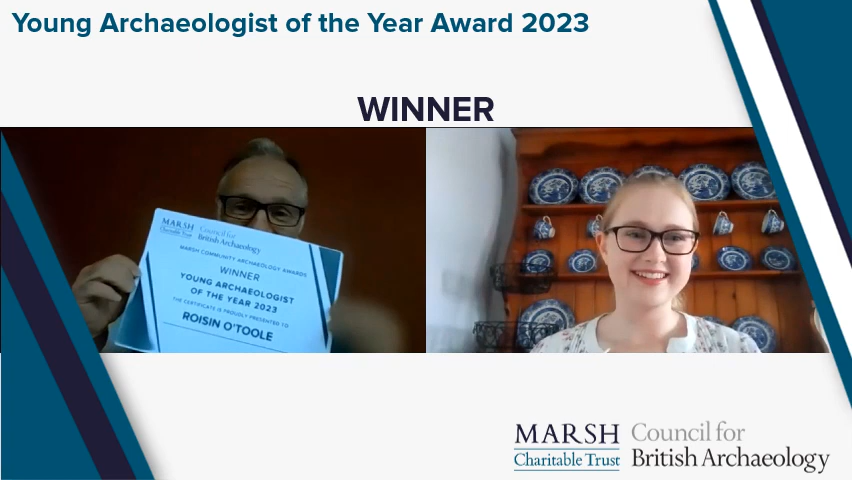 Young Archaeologist of the Year Award 2023
WINNER
MARSH
Charitable Trust
Council for
British Archaeology
MARSH COMMUNITY ARCHAEOLOGY AWARDS
WINNER
YOUNG ARCHAEOLOGIST
OF THE YEAR 2023
THE CERTIFICATE IS PROUDLY PRESENTED TO
ROISIN O'TOOLE
MARSH
Charitable Trust
Council for
British Archaeology